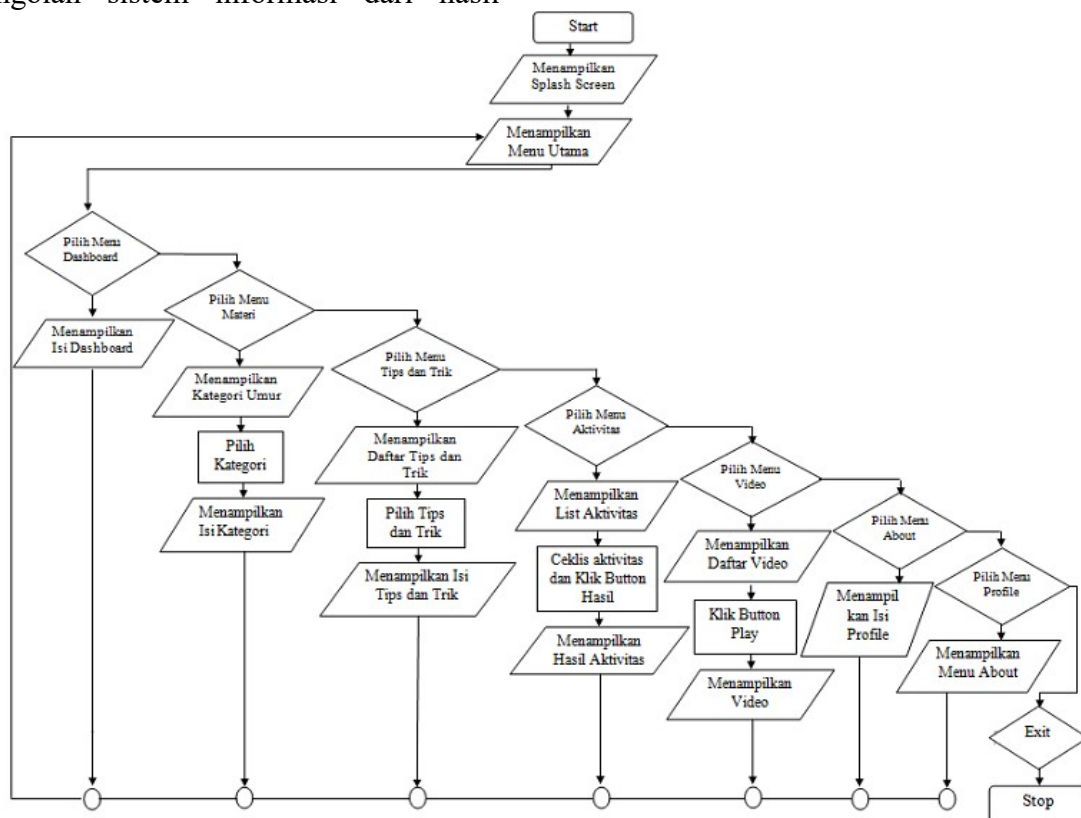 sistem informasi dari hasil
Start
Menampilkan
Splash Screen
Menampilkan
Menu Utama
Pilih Menu
Dashboard
Menampilkan
Isi Dashboard
Pilih Menu
Materi
Menampilkan
Kategori Umur
Pilih
Kategori
Menampilkan
Isi Kategori
Pilih Menu
Tips dan Trik
Menampilkan
Daftar Tips dan
Trik
Pilih Tips
dan Trik
Menampilkan Isi
Tips dan Trik
Pilih Menu
Aktivitas
Menampilkan
List Aktivitas
Ceklis aktivitas
dan Klik Button
Hasil
Menampilkan
Hasil Aktivitas
Pilih Menu
Video
Menampilkan
Daftar Video
Klik Button
Play
Menampilkan
Video
Pilih Menu
About
Menampil
kan Isi
Profile
Pilih Menu
Profile
Menampilkan
Menu About
Exit
Stop